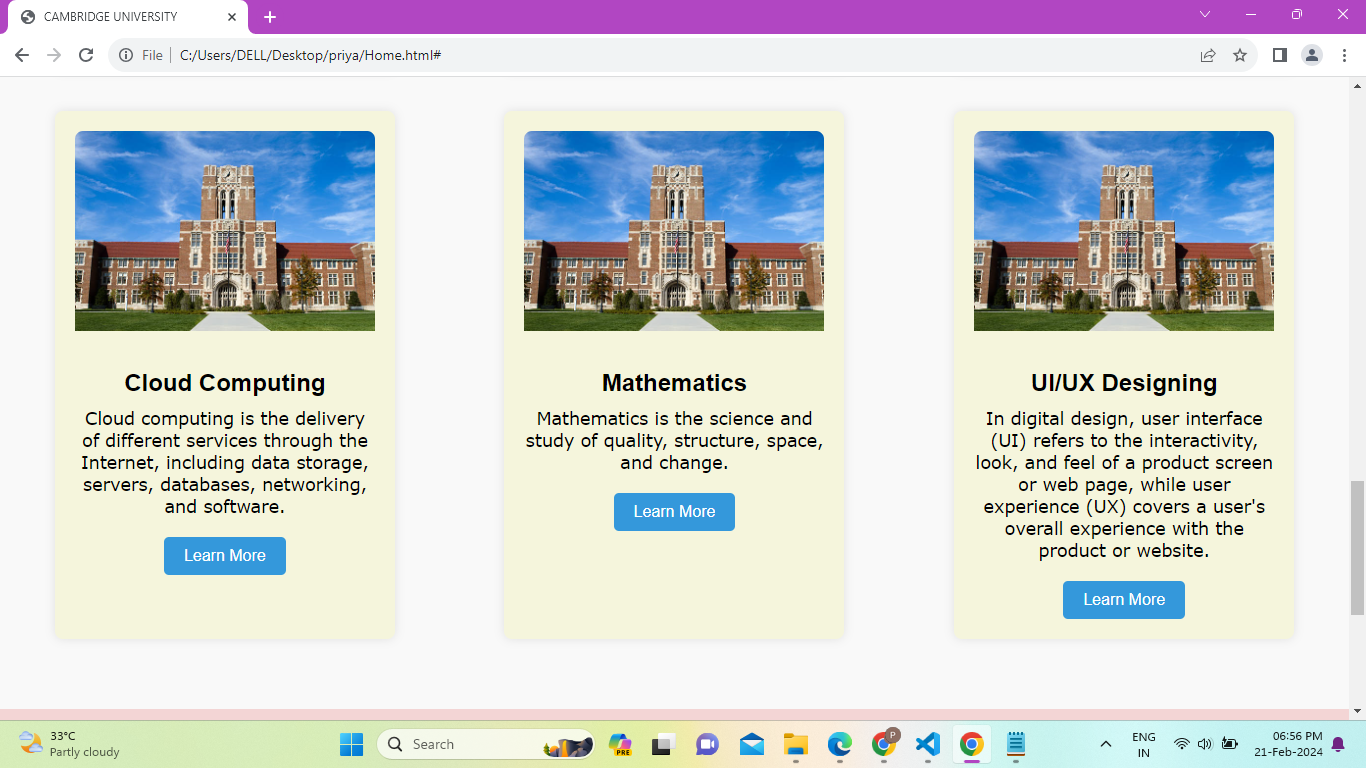 CAMBRIDGE UNIVERSITY
File
C:/Users/DELL/Desktop/priya/Home.html#
Cloud Computing
Cloud computing is the delivery
of different services through the
Internet, including data storage,
servers, databases, networking,
and software.
Learn More
Mathematics
Mathematics is the science and
study of quality, structure, space,
and change.
Learn More
UI/UX Designing
In digital design, user interface
(UI) refers to the interactivity,
look, and feel of a product screen
or web page, while user
experience (UX) covers a user's
overall experience with the
product or website.
Learn More
33°C
Partly cloudy
Search
PRE
P
ENG
IN
06:56 PM
21-Feb-2024